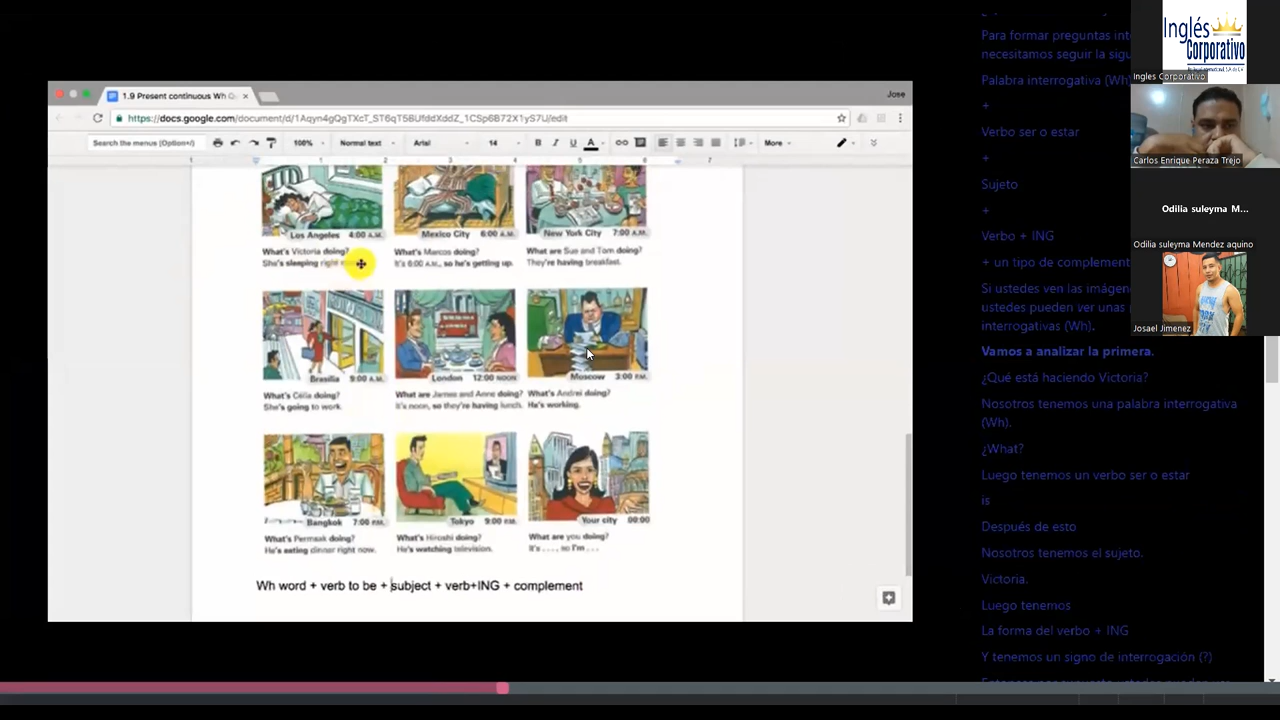 1.9 Present continuous Wh Q
Jose
https://docs.google.com/document/d/1Aqyn4gQgTXcT_ST6qT5BUfddXddZ_1CSp6B72X1yS7U/edit
Search the menus (Option+/)
100%
Normal text
Arial
14
More
Los Angeles 4:00 A.M.
Mexico City 6:00 A.M.
New York City 7:00 A.M.
What's Victoria doing?
She's sleeping right
What's Marcos doing?
It's 6:00 A.M., so he's getting up.
What are Sue and Tom doing?
They're having breakfast.
Brasilia 9:00 A.M.
London 12:00 NOON
Moscow 3:00 P.M.
What's Celia doing?
She's going to work.
What are James and Anne doing?
It's noon, so they're having lunch.
What's Andrei doing?
He's working.
Bangkok 7:00 P.M.
Tokyo 9:00 P.M.
Your city 00:00
What's Permsak doing?
He's eating dinner right now.
What's Hiroshi doing?
He's watching television.
What are you doing?
It's ...., so I'm ...
Wh word + verb to be + subject + verb+ING + complement
Para formar preguntas
necesitamos seguir la
Palabra interrogativa (Wh)
+
Verbo ser o estar
+
Sujeto
+
Verbo + ING
+ un tipo de complement
Si ustedes ven las
ustedes pueden ver unas
interrogativas (Wh).
Vamos a analizar la primera.
¿Qué está haciendo Victoria?
Nosotros tenemos una palabra interrogativa
(Wh).
¿What?
Luego tenemos un verbo ser o estar
is
Después de esto
Nosotros tenemos el sujeto.
Victoria.
Luego tenemos
La forma del verbo + ING
Y tenemos un signo de interrogación (?)
Inglés
Corporativo
Ingles Corporativo
Carlos Enrique Peraza Trejo
Odilia suleyma M...
Odilia suleyma Mendez aquino
Josael Jimenez